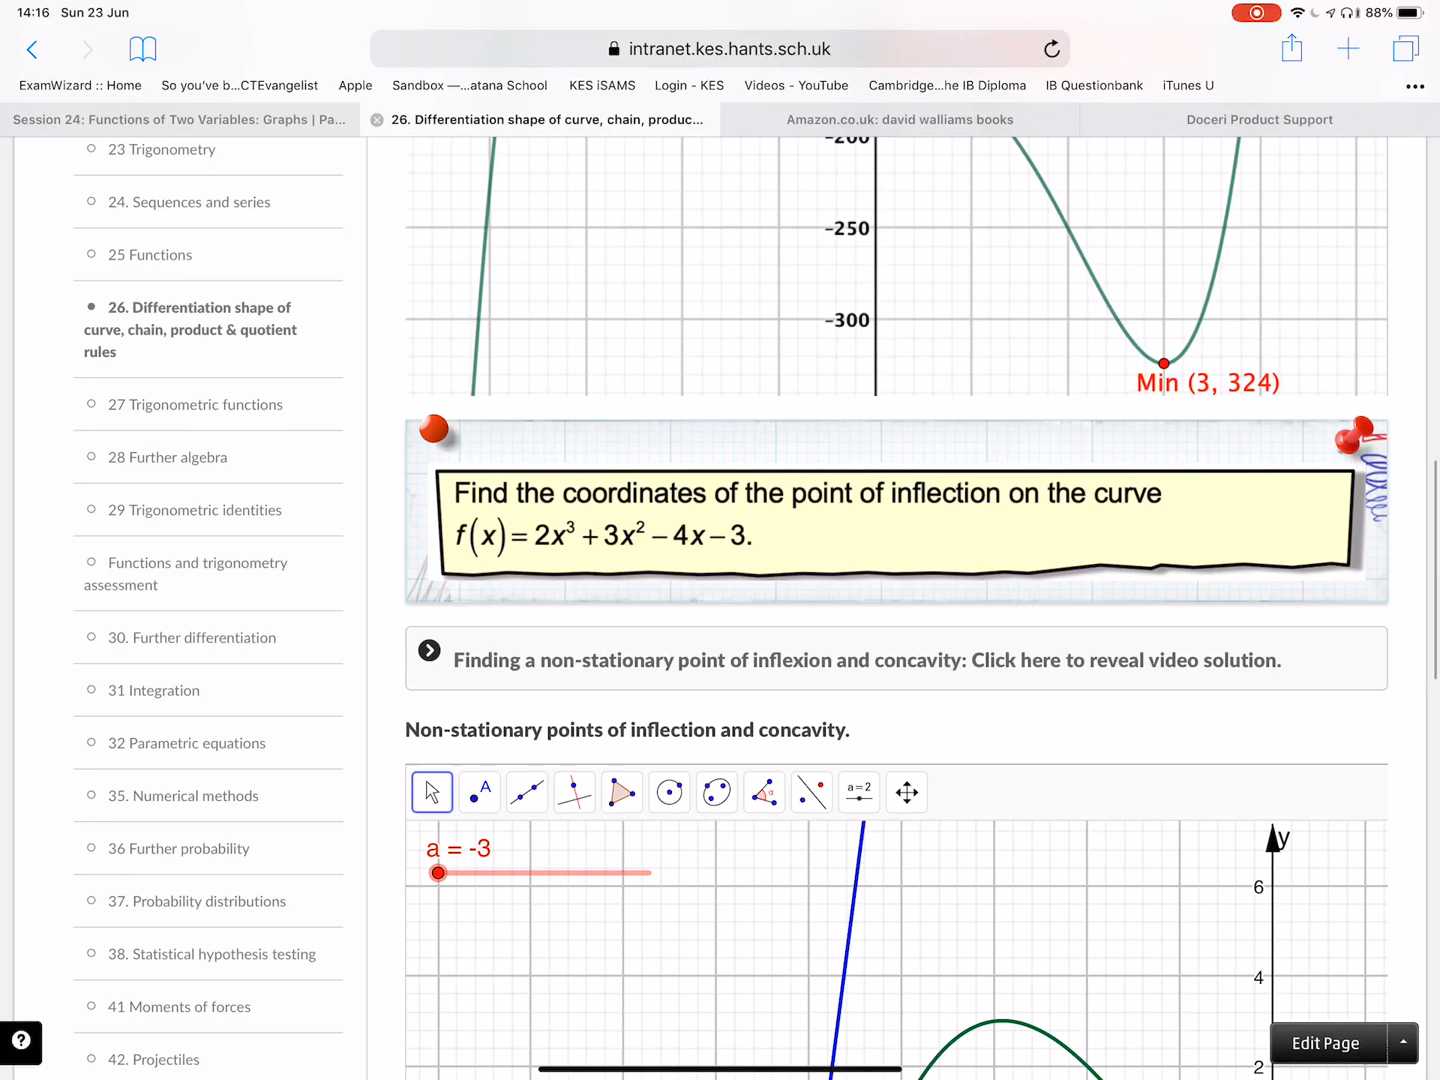 14:16 Sun 23 Jun
88%
intranet.kes.hants.sch.uk
ExamWizard :: Home So you've b...CTEvangelist Apple Sandbox —...atana School KES iSAMS Login - KES Videos - YouTube Cambridge...he IB Diploma IB Questionbank iTunes U
Session 24: Functions of Two Variables: Graphs | Pa... 26. Differentiation shape of curve, chain, produc... Amazon.co.uk: david walliams books Doceri Product Support
23 Trigonometry
24. Sequences and series
25 Functions
26. Differentiation shape of
curve, chain, product & quotient
rules
27 Trigonometric functions
28 Further algebra
29 Trigonometric identities
Functions and trigonometry
assessment
30. Further differentiation
31 Integration
32 Parametric equations
35. Numerical methods
36 Further probability
37. Probability distributions
38. Statistical hypothesis testing
41 Moments of forces
42. Projectiles
-200
-250
-300
Min (3, 324)
Find the coordinates of the point of inflection on the curve
f(x) = 2x³ + 3x² – 4x – 3.
Finding a non-stationary point of inflexion and concavity: Click here to reveal video solution.
Non-stationary points of inflection and concavity.
A
α
a=2
a = -3
y
6
4
2
Edit Page